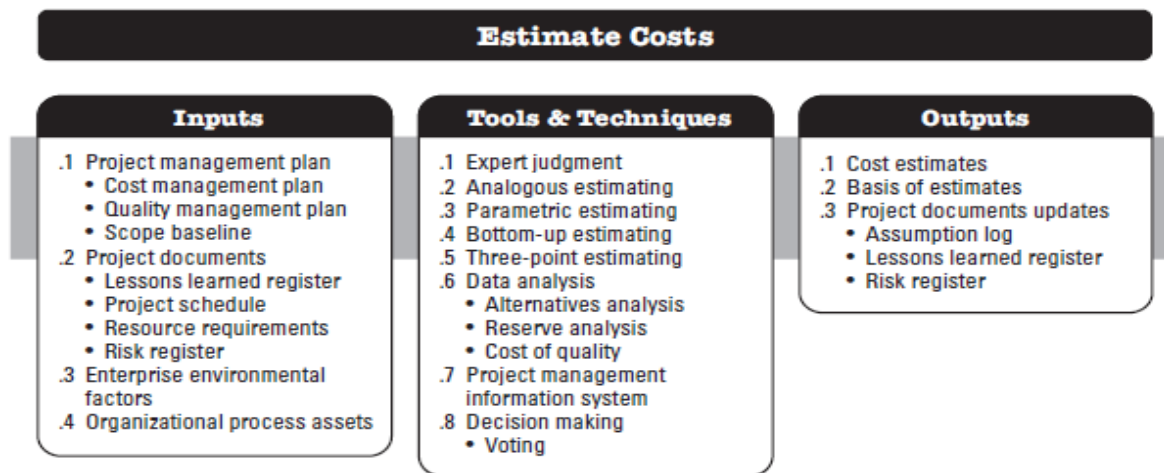 Estimate Costs
Inputs
.1 Project management plan
• Cost management plan
• Quality management plan
• Scope baseline
.2 Project documents
• Lessons learned register
• Project schedule
• Resource requirements
• Risk register
.3 Enterprise environmental
factors
.4 Organizational process assets
Tools & Techniques
.1 Expert judgment
.2 Analogous estimating
.3 Parametric estimating
.4 Bottom-up estimating
.5 Three-point estimating
.6 Data analysis
• Alternatives analysis
• Reserve analysis
• Cost of quality
.7 Project management
information system
.8 Decision making
• Voting
Outputs
.1 Cost estimates
.2 Basis of estimates
.3 Project documents updates
• Assumption log
• Lessons learned register
• Risk register